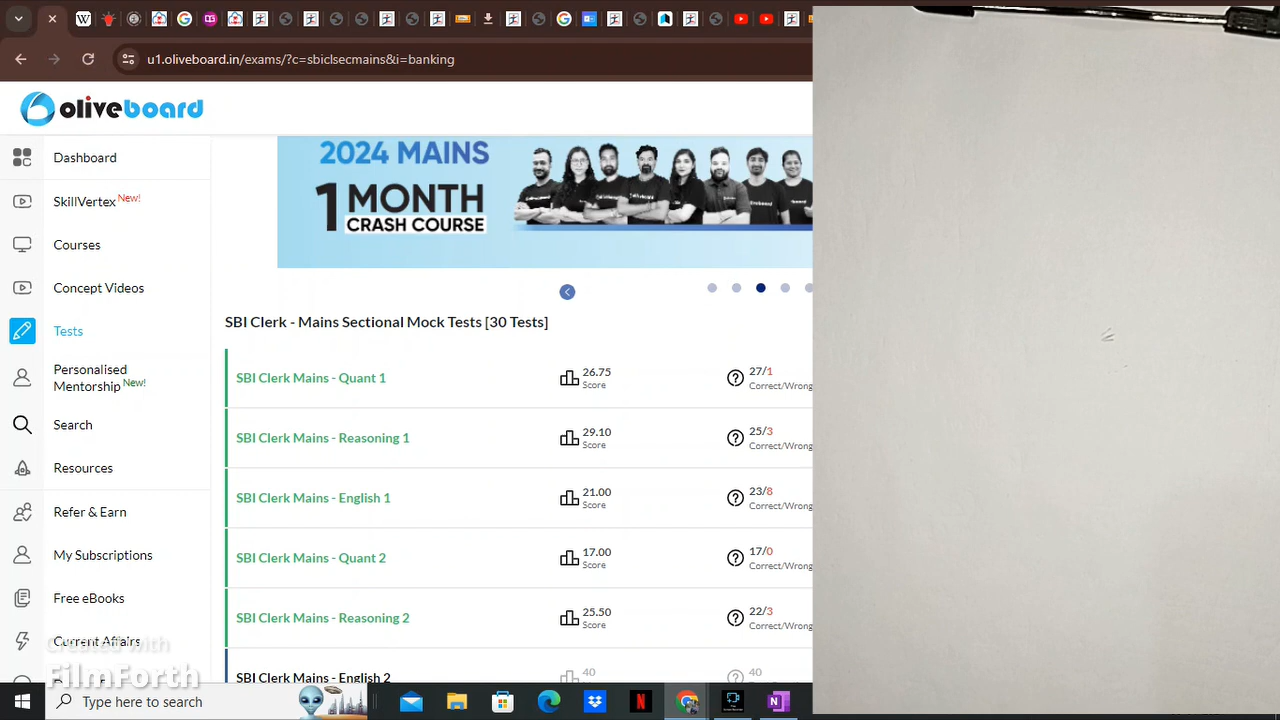 u1.oliveboard.in/exams/?c=sbiclsecmains&i=banking
oliveboard
Dashboard
SkillVertex New!
Courses
Concept Videos
Tests
Personalised
Mentorship New!
Search
Resources
Refer & Earn
My Subscriptions
Free eBooks
Current Affairs
2024 MAINS
1 MONTH
CRASH COURSE
SBI Clerk - Mains Sectional Mock Tests [30 Tests]
SBI Clerk Mains - Quant 1
26.75
Score
27/1
Correct/Wrong
SBI Clerk Mains - Reasoning 1
29.10
Score
25/3
Correct/Wrong
SBI Clerk Mains - English 1
21.00
Score
23/8
Correct/Wrong
SBI Clerk Mains - Quant 2
17.00
Score
17/0
Correct/Wrong
SBI Clerk Mains - Reasoning 2
25.50
Score
22/3
Correct/Wrong
SBI Clerk Mains - English 2
40
40
Created with
FilmForth
Type here to search